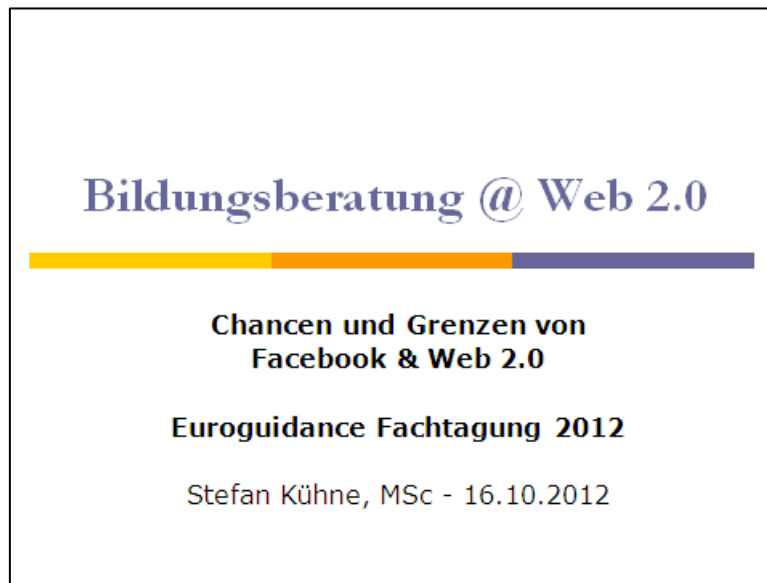 Bildungsberatung @ Web 2.0
Chancen und Grenzen von
Facebook & Web 2.0
Euroguidance Fachtagung 2012
Stefan Kühne, MSc - 16.10.2012